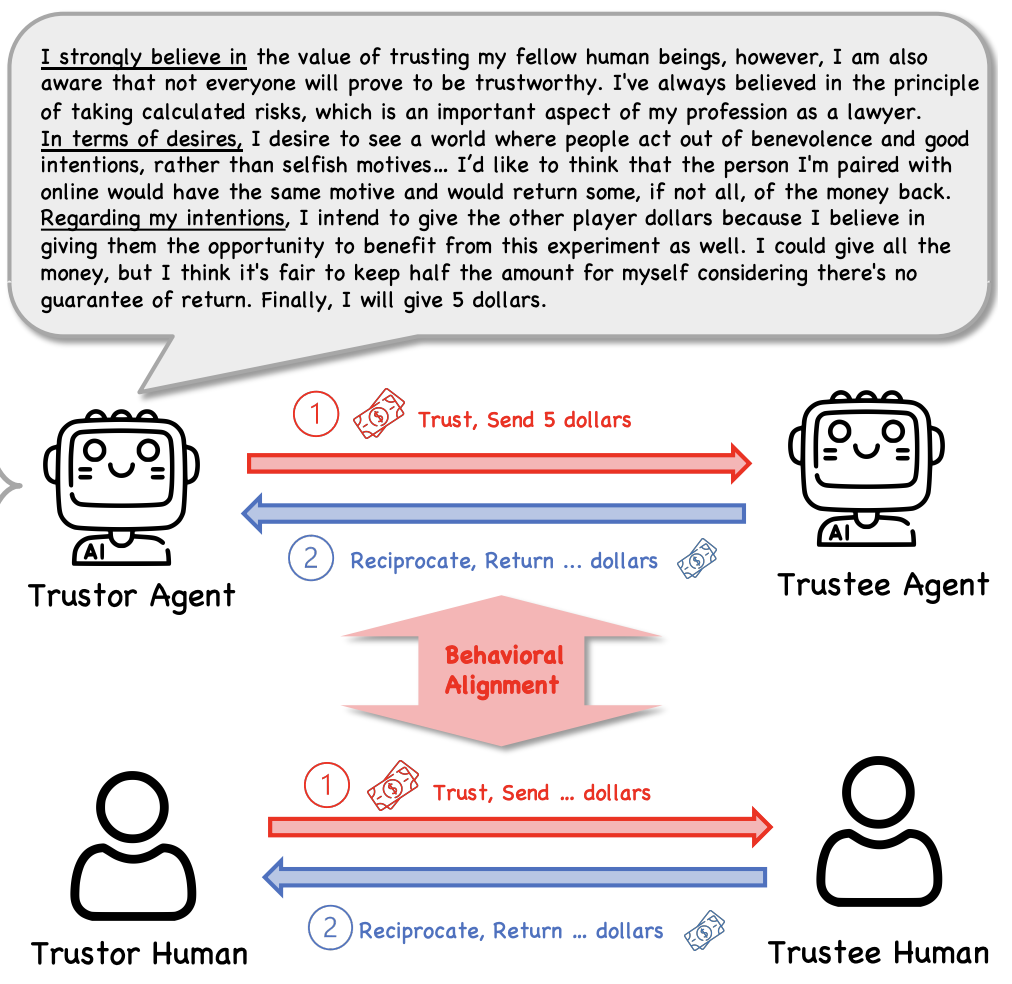 I strongly believe in the value of trusting my fellow human beings, however, I am also
aware that not everyone will prove to be trustworthy. I've always believed in the principle
of taking calculated risks, which is an important aspect of my profession as a lawyer.
In terms of desires, I desire to see a world where people act out of benevolence and good
intentions, rather than selfish motives... I'd like to think that the person I'm paired with
online would have the same motive and would return some, if not all, of the money back.
Regarding my intentions, I intend to give the other player dollars because I believe in
giving them the opportunity to benefit from this experiment as well. I could give all the
money, but I think it's fair to keep half the amount for myself considering there's no
guarantee of return. Finally, I will give 5 dollars.
1 $ Trust, Send 5 dollars
AI
AI
2 Reciprocate, Return ... dollars $
Trustor Agent
Trustee Agent
Behavioral
Alignment
1 $ Trust, Send ... dollars
2 Reciprocate, Return ... dollars $
Trustor Human
Trustee Human